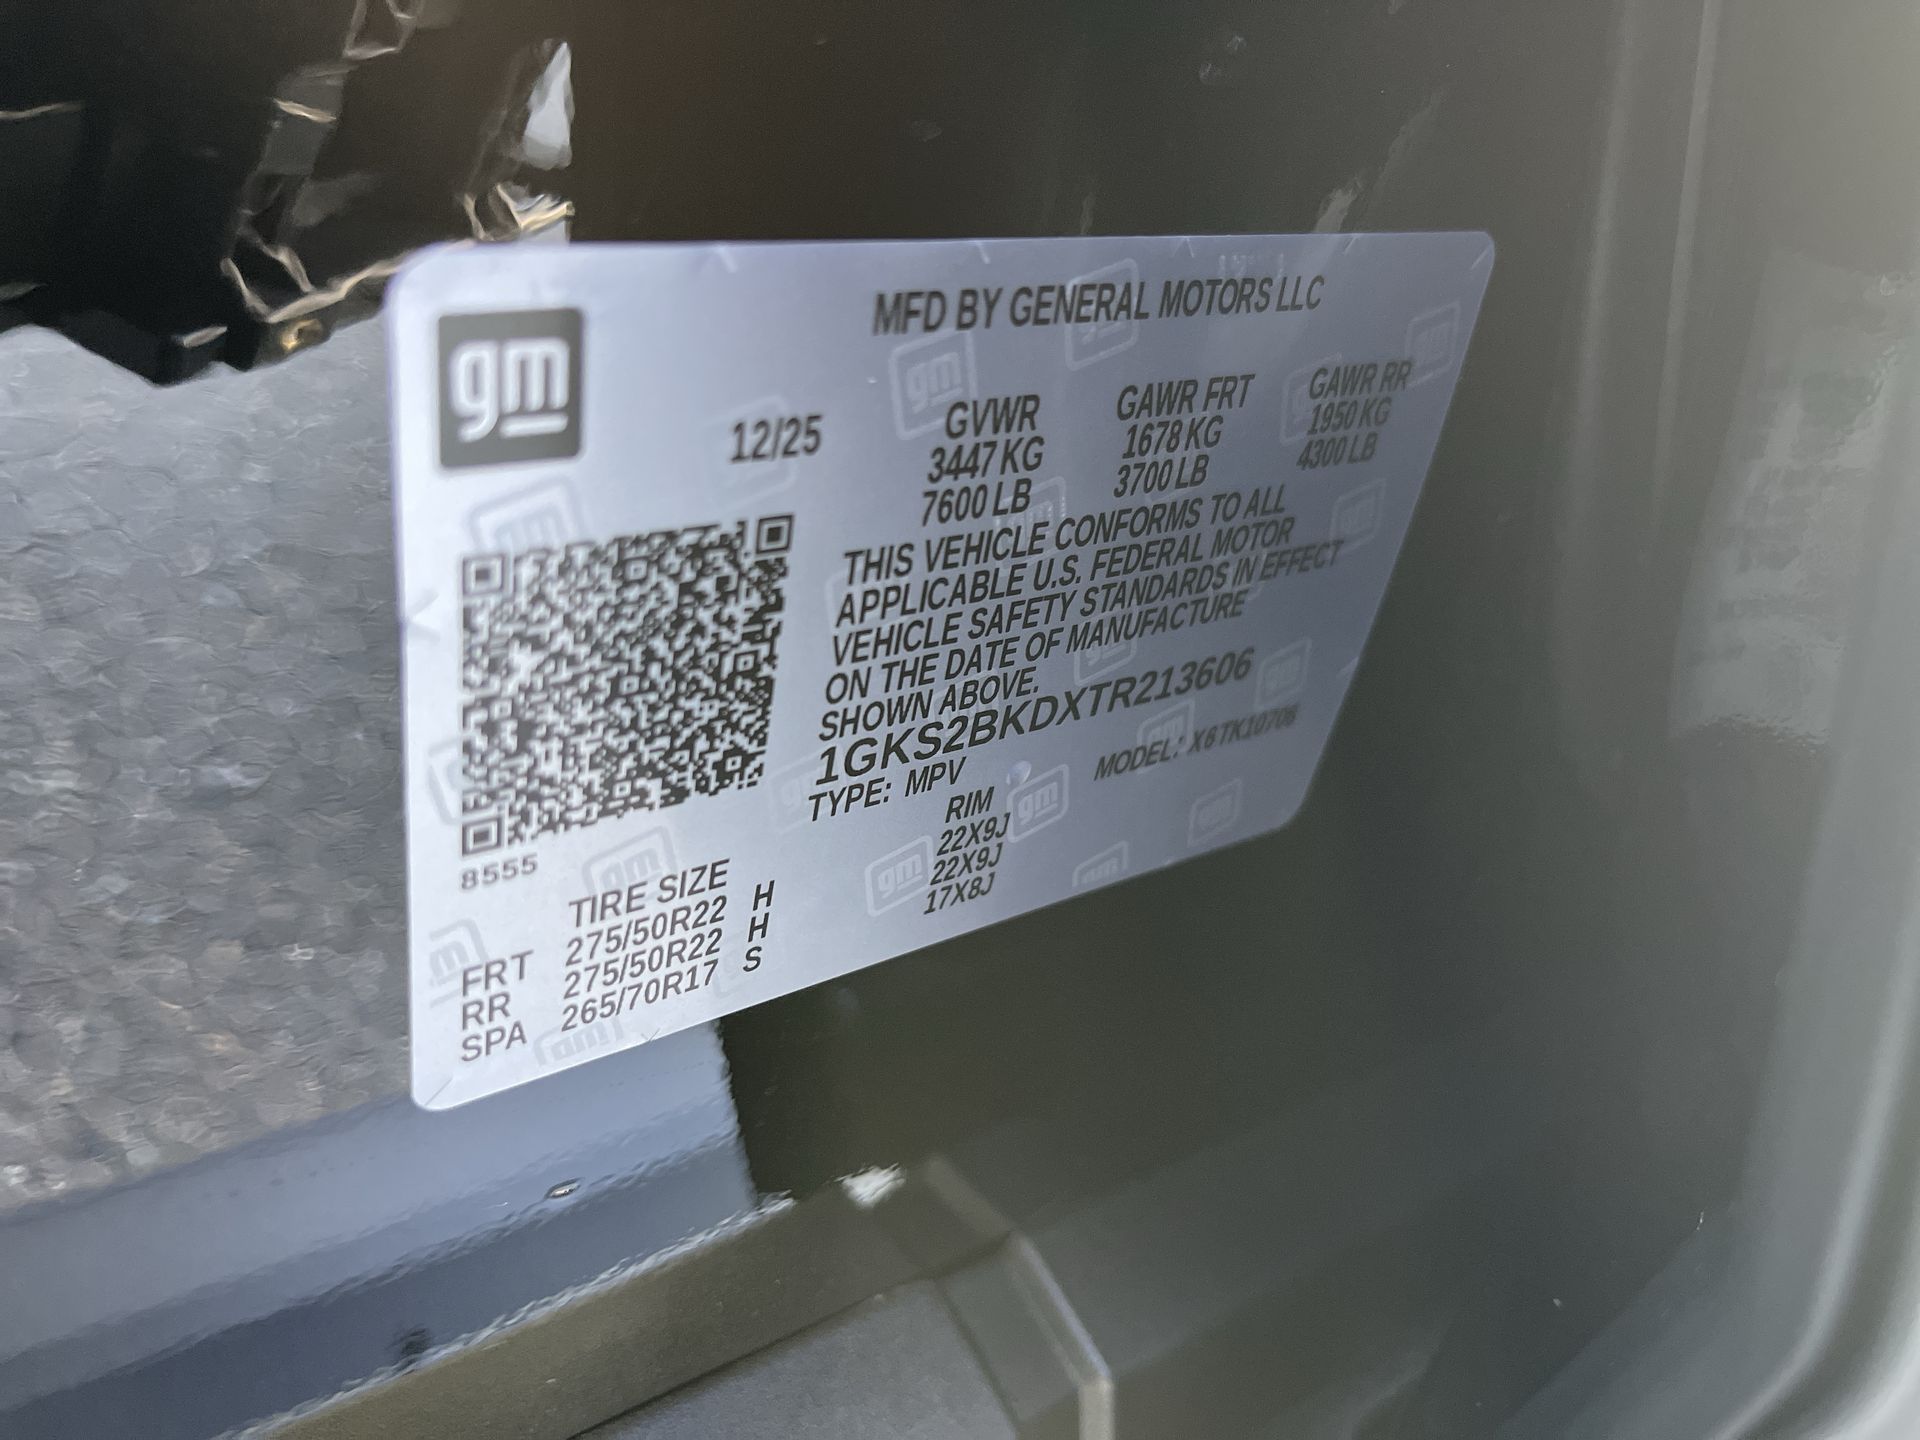 gm
MFD BY GENERAL MOTORS LLC
12/25
GVWR GAWR FRT GAWR RR
3447 KG 1678 KG 1950 KG
7600 LB 3700 LB 4300 LB
THIS VEHICLE CONFORMS TO ALL
APPLICABLE U.S. FEDERAL MOTOR
VEHICLE SAFETY STANDARDS IN EFFECT
ON THE DATE OF MANUFACTURE
SHOWN ABOVE.
1GKS2BKDXTR213606
TYPE: MPV MODEL: X6TK10706
8555
TIRE SIZE RIM
FRT 275/50R22 H 22X9J
RR 275/50R22 H 22X9J
SPA 265/70R17 S 17X8J